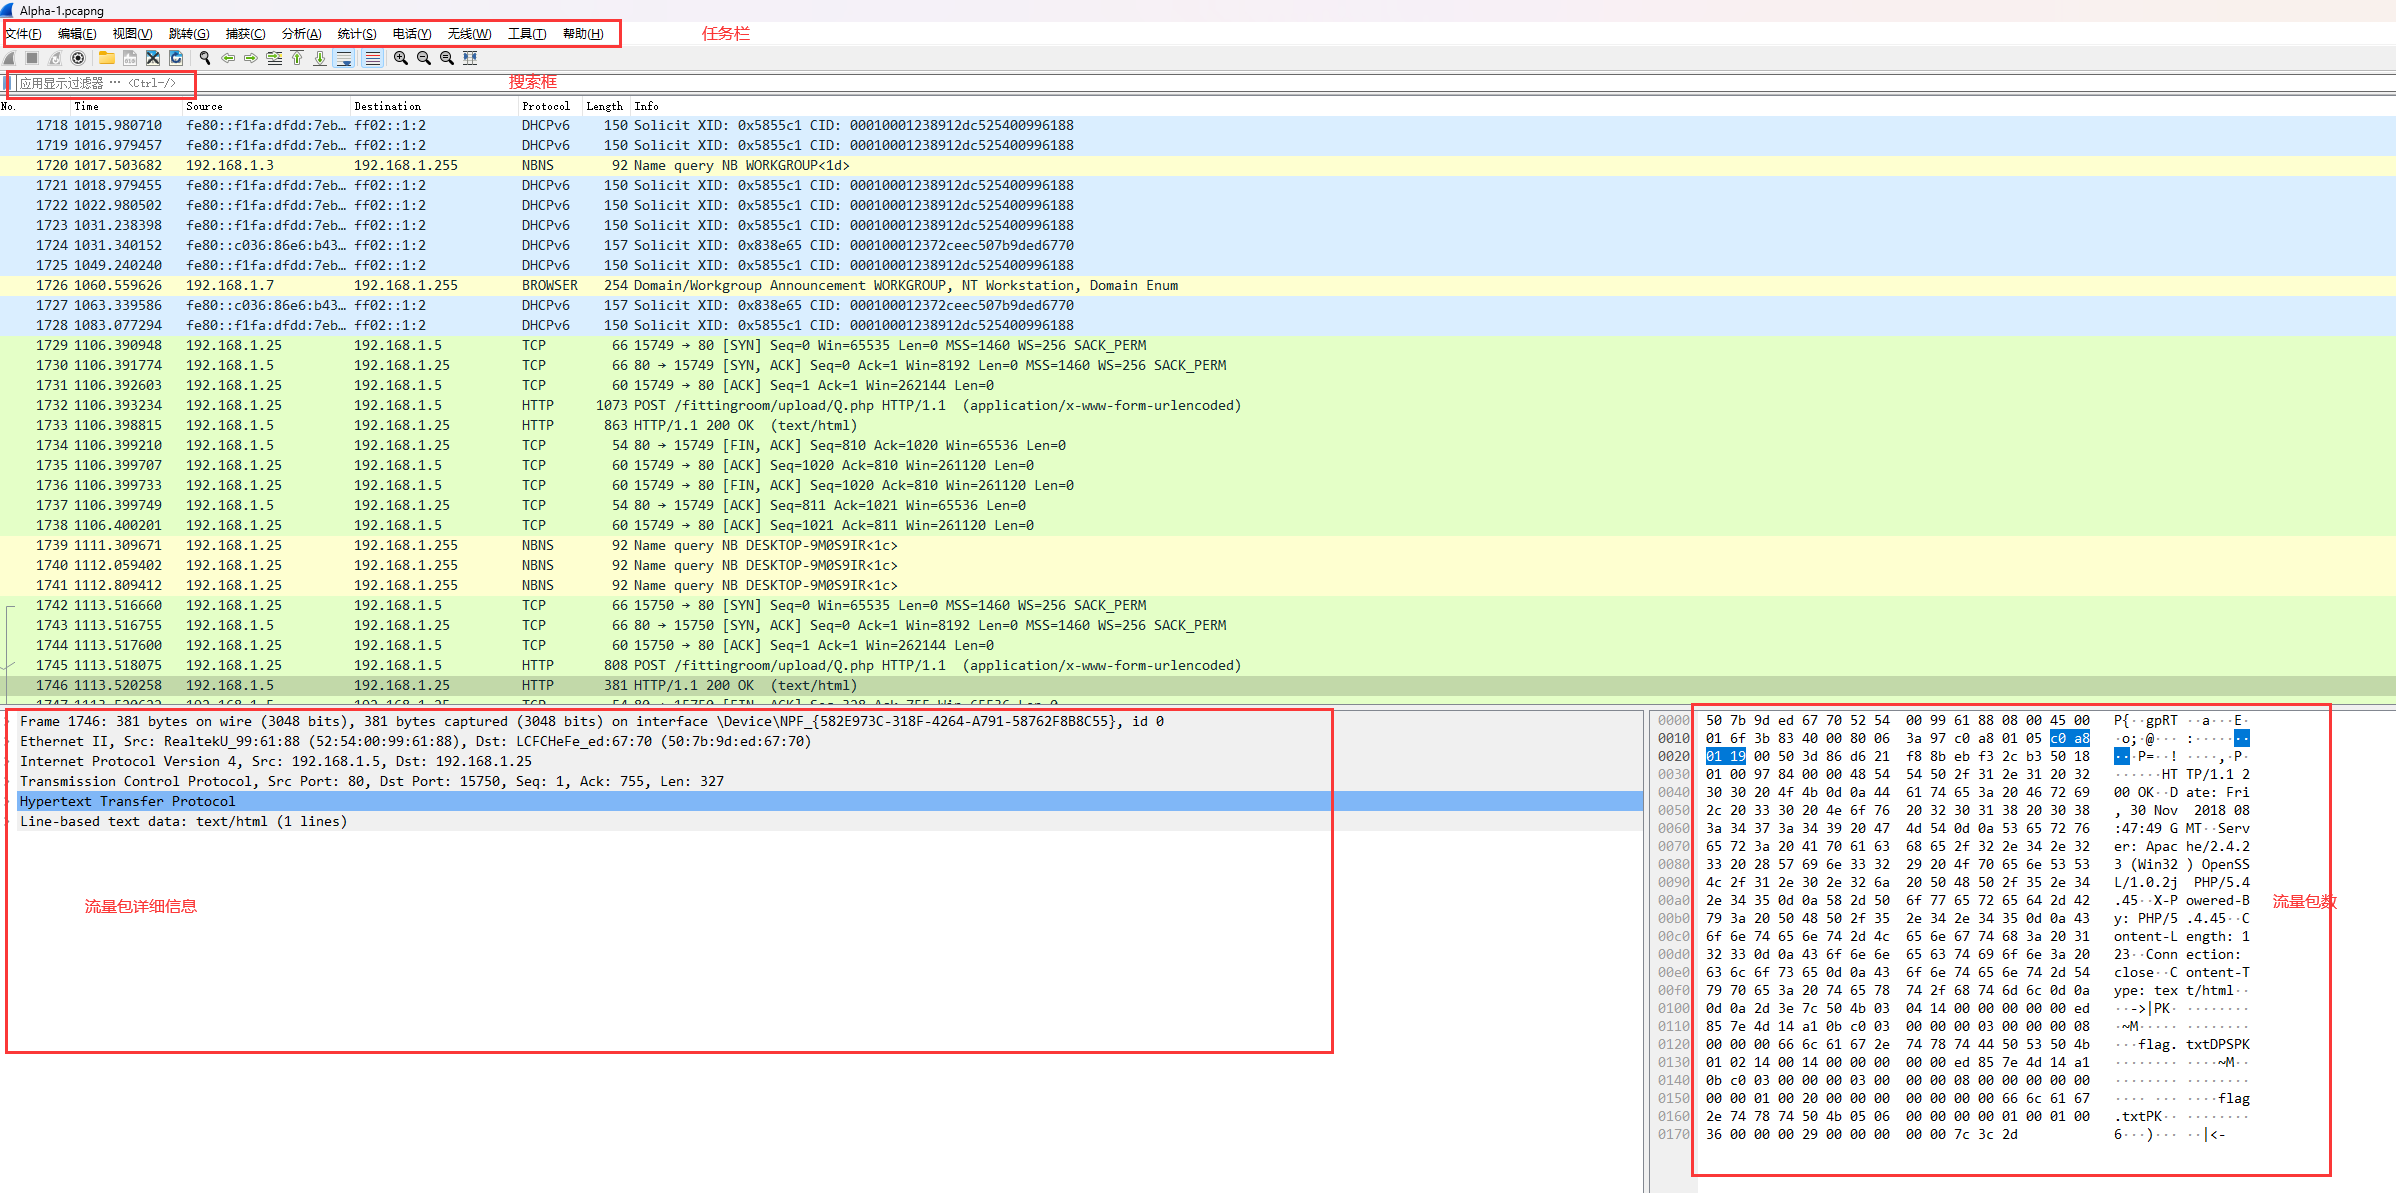 Alpha-1.pcapng
文件(F) 编辑(E) 视图(V) 跳转(G) 捕获(C) 分析(A) 统计(S) 电话(Y) 无线(W) 工具(T) 帮助(H)
任务栏
应用显示过滤器 … <Ctrl-/>
搜索框
No. Time Source Destination Protocol Length Info
1718 1015.980710 fe80::f1fa:dfdd:7eb… ff02::1:2 DHCPv6 150 Solicit XID: 0x5855c1 CID: 00010001238912dc525400996188
1719 1016.979457 fe80::f1fa:dfdd:7eb… ff02::1:2 DHCPv6 150 Solicit XID: 0x5855c1 CID: 00010001238912dc525400996188
1720 1017.503682 192.168.1.3 192.168.1.255 NBNS 92 Name query NB WORKGROUP<1d>
1721 1018.979455 fe80::f1fa:dfdd:7eb… ff02::1:2 DHCPv6 150 Solicit XID: 0x5855c1 CID: 00010001238912dc525400996188
1722 1022.980502 fe80::f1fa:dfdd:7eb… ff02::1:2 DHCPv6 150 Solicit XID: 0x5855c1 CID: 00010001238912dc525400996188
1723 1031.238398 fe80::f1fa:dfdd:7eb… ff02::1:2 DHCPv6 150 Solicit XID: 0x5855c1 CID: 00010001238912dc525400996188
1724 1031.340152 fe80::c036:86e6:b43… ff02::1:2 DHCPv6 157 Solicit XID: 0x838e65 CID: 000100012372ceec507b9ded6770
1725 1049.240240 fe80::f1fa:dfdd:7eb… ff02::1:2 DHCPv6 150 Solicit XID: 0x5855c1 CID: 00010001238912dc525400996188
1726 1060.559626 192.168.1.7 192.168.1.255 BROWSER 254 Domain/Workgroup Announcement WORKGROUP, NT Workstation, Domain Enum
1727 1063.339586 fe80::c036:86e6:b43… ff02::1:2 DHCPv6 157 Solicit XID: 0x838e65 CID: 000100012372ceec507b9ded6770
1728 1083.077294 fe80::f1fa:dfdd:7eb… ff02::1:2 DHCPv6 150 Solicit XID: 0x5855c1 CID: 00010001238912dc525400996188
1729 1106.390948 192.168.1.25 192.168.1.5 TCP 66 15749 → 80 [SYN] Seq=0 Win=65535 Len=0 MSS=1460 WS=256 SACK_PERM
1730 1106.391774 192.168.1.5 192.168.1.25 TCP 66 80 → 15749 [SYN, ACK] Seq=0 Ack=1 Win=8192 Len=0 MSS=1460 WS=256 SACK_PERM
1731 1106.392603 192.168.1.25 192.168.1.5 TCP 60 15749 → 80 [ACK] Seq=1 Ack=1 Win=262144 Len=0
1732 1106.393234 192.168.1.25 192.168.1.5 HTTP 1073 POST /fittingroom/upload/Q.php HTTP/1.1 (application/x-www-form-urlencoded)
1733 1106.398815 192.168.1.5 192.168.1.25 HTTP 863 HTTP/1.1 200 OK (text/html)
1734 1106.399210 192.168.1.5 192.168.1.25 TCP 54 80 → 15749 [FIN, ACK] Seq=810 Ack=1020 Win=65536 Len=0
1735 1106.399707 192.168.1.25 192.168.1.5 TCP 60 15749 → 80 [ACK] Seq=1020 Ack=810 Win=261120 Len=0
1736 1106.399733 192.168.1.25 192.168.1.5 TCP 60 15749 → 80 [FIN, ACK] Seq=1020 Ack=810 Win=261120 Len=0
1737 1106.399749 192.168.1.5 192.168.1.25 TCP 54 80 → 15749 [ACK] Seq=811 Ack=1021 Win=65536 Len=0
1738 1106.400201 192.168.1.25 192.168.1.5 TCP 60 15749 → 80 [ACK] Seq=1021 Ack=811 Win=261120 Len=0
1739 1111.309671 192.168.1.25 192.168.1.255 NBNS 92 Name query NB DESKTOP-9M0S9IR<1c>
1740 1112.059402 192.168.1.25 192.168.1.255 NBNS 92 Name query NB DESKTOP-9M0S9IR<1c>
1741 1112.809412 192.168.1.25 192.168.1.255 NBNS 92 Name query NB DESKTOP-9M0S9IR<1c>
1742 1113.516660 192.168.1.25 192.168.1.5 TCP 66 15750 → 80 [SYN] Seq=0 Win=65535 Len=0 MSS=1460 WS=256 SACK_PERM
1743 1113.516755 192.168.1.5 192.168.1.25 TCP 66 80 → 15750 [SYN, ACK] Seq=0 Ack=1 Win=8192 Len=0 MSS=1460 WS=256 SACK_PERM
1744 1113.517600 192.168.1.25 192.168.1.5 TCP 60 15750 → 80 [ACK] Seq=1 Ack=1 Win=262144 Len=0
1745 1113.518075 192.168.1.25 192.168.1.5 HTTP 808 POST /fittingroom/upload/Q.php HTTP/1.1 (application/x-www-form-urlencoded)
1746 1113.520258 192.168.1.5 192.168.1.25 HTTP 381 HTTP/1.1 200 OK (text/html)
Frame 1746: 381 bytes on wire (3048 bits), 381 bytes captured (3048 bits) on interface \Device\NPF_{582E973C-318F-4264-A791-58762F8B8C55}, id 0
Ethernet II, Src: RealtekU_99:61:88 (52:54:00:99:61:88), Dst: LCFCHeFe_ed:67:70 (50:7b:9d:ed:67:70)
Internet Protocol Version 4, Src: 192.168.1.5, Dst: 192.168.1.25
Transmission Control Protocol, Src Port: 80, Dst Port: 15750, Seq: 1, Ack: 755, Len: 327
Hypertext Transfer Protocol
Line-based text data: text/html (1 lines)
流量包详细信息
0000 50 7b 9d ed 67 70 52 54 00 99 61 88 08 00 45 00 P{··gpRT ··a···E·
0010 01 6f 3b 83 40 00 80 06 3a 97 c0 a8 01 05 c0 a8 ·o;·@··· :·······
0020 01 19 00 50 3d 86 d6 21 f8 8b eb f3 2c b3 50 18 ···P=··! ····,·P·
0030 01 00 97 84 00 00 48 54 54 50 2f 31 2e 31 20 32 ······HT TP/1.1 2
0040 30 30 20 4f 4b 0d 0a 44 61 74 65 3a 20 46 72 69 00 OK··D ate: Fri
0050 2c 20 33 30 20 4e 6f 76 20 32 30 31 38 20 30 38 , 30 Nov 2018 08
0060 3a 34 37 3a 34 39 20 47 4d 54 0d 0a 53 65 72 76 :47:49 G MT··Serv
0070 65 72 3a 20 41 70 61 63 68 65 2f 32 2e 34 2e 32 er: Apac he/2.4.2
0080 33 20 28 57 69 6e 33 32 29 20 4f 70 65 6e 53 53 3 (Win32 ) OpenSS
0090 4c 2f 31 2e 30 2e 32 6a 20 50 48 50 2f 35 2e 34 L/1.0.2j PHP/5.4
00a0 2e 34 35 0d 0a 58 2d 50 6f 77 65 72 65 64 2d 42 .45··X-P owered-B
00b0 79 3a 20 50 48 50 2f 35 2e 34 2e 34 35 0d 0a 43 y: PHP/5 .4.45··C
00c0 6f 6e 74 65 6e 74 2d 4c 65 6e 67 74 68 3a 20 31 ontent-L ength: 1
00d0 32 33 0d 0a 43 6f 6e 6e 65 63 74 69 6f 6e 3a 20 23··Conn ection:
00e0 63 6c 6f 73 65 0d 0a 43 6f 6e 74 65 6e 74 2d 54 close··C ontent-T
00f0 79 70 65 3a 20 74 65 78 74 2f 68 74 6d 6c 0d 0a ype: tex t/html··
0100 0d 0a 2d 3e 7c 50 4b 03 04 14 00 00 00 00 00 ed ··->|PK· ········
0110 85 7e 4d 14 a1 0b c0 03 00 00 00 03 00 00 00 08 ·~M····· ········
0120 00 00 00 66 6c 61 67 2e 74 78 74 44 50 53 50 4b ···flag. txtDPSPK
0130 01 02 14 00 14 00 00 00 00 00 ed 85 7e 4d 14 a1 ········ ····~M··
0140 0b c0 03 00 00 00 03 00 00 00 08 00 00 00 00 00 ········ ········
0150 00 00 01 00 20 00 00 00 00 00 00 00 66 6c 61 67 ···· ··· ····flag
0160 2e 74 78 74 50 4b 05 06 00 00 00 00 01 00 01 00 .txtPK·· ········
0170 36 00 00 00 29 00 00 00 00 00 7c 3c 2d 6···)··· ··|<-
流量包数